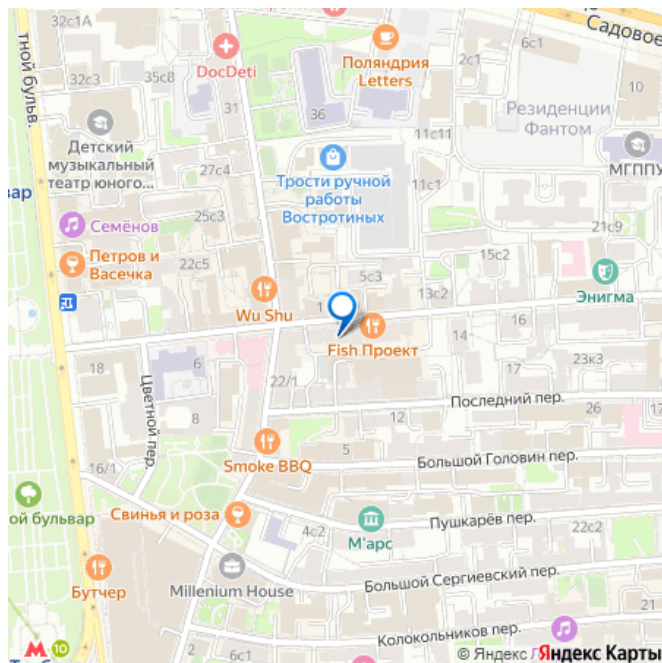 32с1А
Садовое
6с1
Поляндрия
Letters
2с1
DocDeti
35с8
32с3
тной бульв.
10
31
36
Резиденции
Фантом
11с11
Детский
музыкальный
театр юного...
МГППУ
27с4
Трости ручной
работы
Востротиных
11с1
вар
25с3
Семёнов
21с9
Петров и
Васечка
22с5
15с2
5с3
13с2
Энигма
Wu Shu
1
16
14
Fish Проект
23к3
18
17
22/1
6
Цветной пер.
8
Последний пер.
12
26
17
5
Smoke BBQ
Большой Головин пер.
16/1
ой бульвар
Свинья и роза
Пушкарёв пер.
4с2
22с2
М'арс
Бутчер
Millenium House
Большой Сергиевский пер.
Колокольников пер.
10
2
6с1
© Яндекс
Яндекс Карты